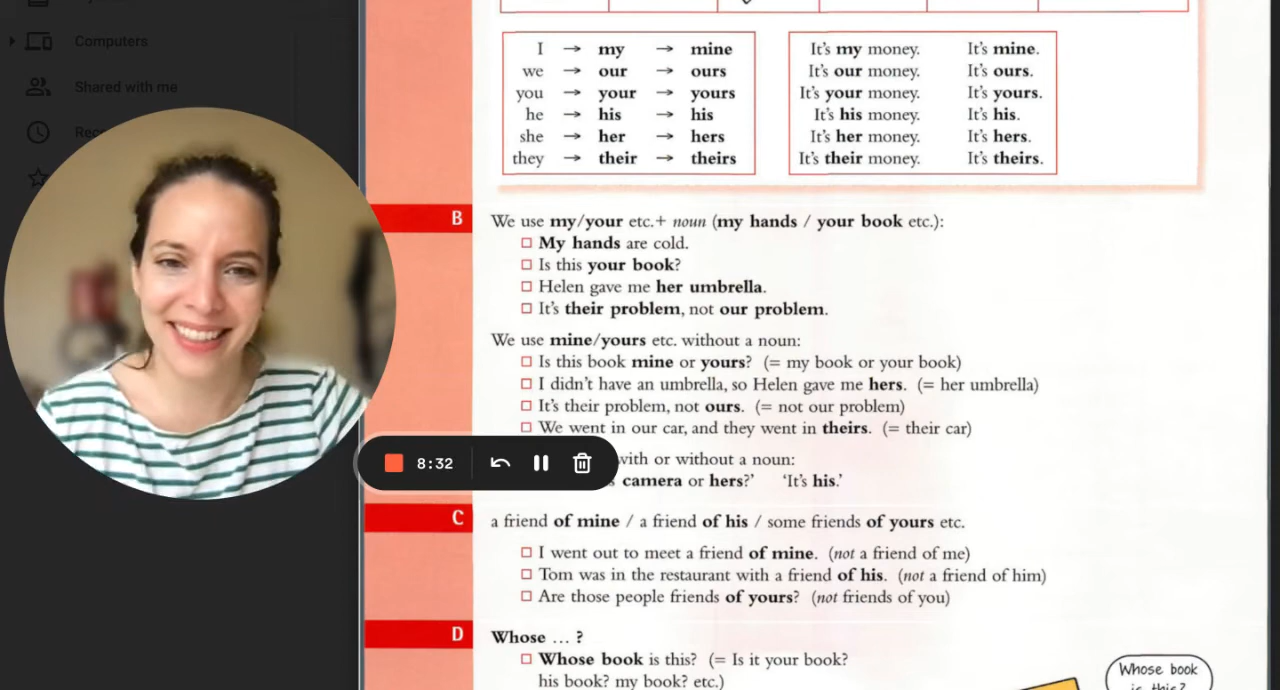 Computers
Shared with me
I → my → mine
we → our → ours
you → your → yours
he → his → his
she → her → hers
they → their → theirs
It's my money. It's mine.
It's our money. It's ours.
It's your money. It's yours.
It's his money. It's his.
It's her money. It's hers.
It's their money. It's theirs.
B
We use my/your etc.+ noun (my hands / your book etc.):
My hands are cold.
Is this your book?
Helen gave me her umbrella.
It's their problem, not our problem.
We use mine/yours etc. without a noun:
Is this book mine or yours? (= my book or your book)
I didn't have an umbrella, so Helen gave me hers. (= her umbrella)
It's their problem, not ours. (= not our problem)
We went in our car, and they went in theirs. (= their car)
8:32
with or without a noun:
camera or hers?' 'It's his.'
C
a friend of mine / a friend of his / some friends of yours etc.
I went out to meet a friend of mine. (not a friend of me)
Tom was in the restaurant with a friend of his. (not a friend of him)
Are those people friends of yours? (not friends of you)
D
Whose ... ?
Whose book is this? (= Is it your book?
his book? my book? etc.)
Whose book
is this?